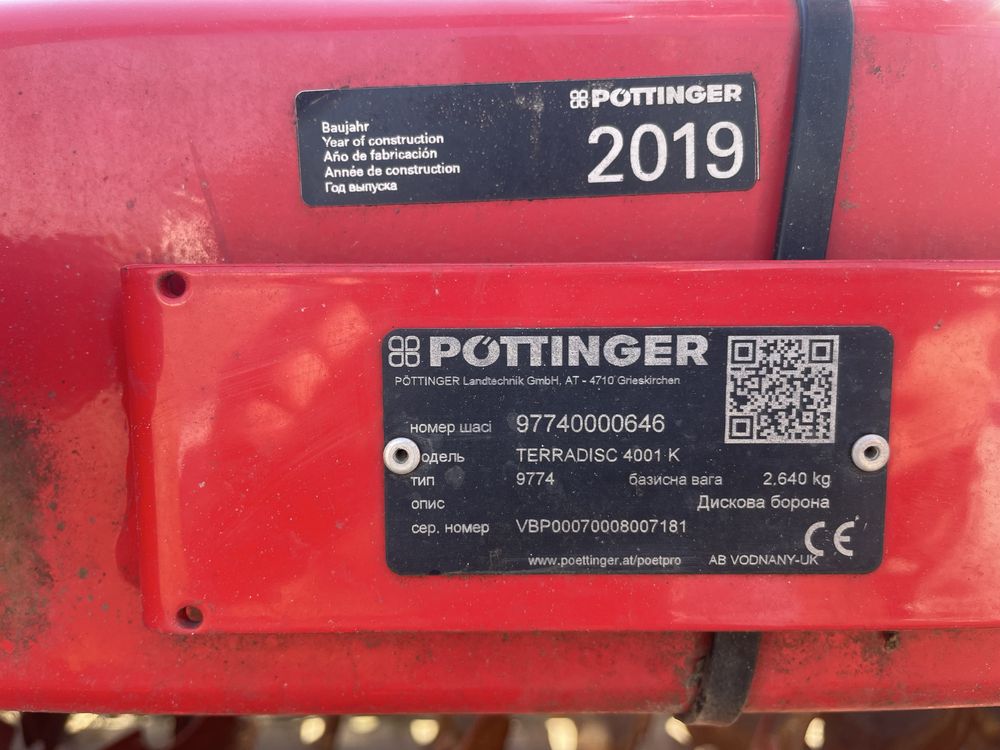 PÖTTINGER
Baujahr
Year of construction
Año de fabricación
Année de construction
Год выпуска
2019
PÖTTINGER
PÖTTINGER Landtechnik GmbH, AT - 4710 Grieskirchen
номер шасі 97740000646
одель TERRADISC 4001 K
тип 9774 базисна вага 2,640 kg
опис Дискова борона
сер. номер VBP00070008007181
CE
www.poettinger.at/poetpro AB VODNANY-UK